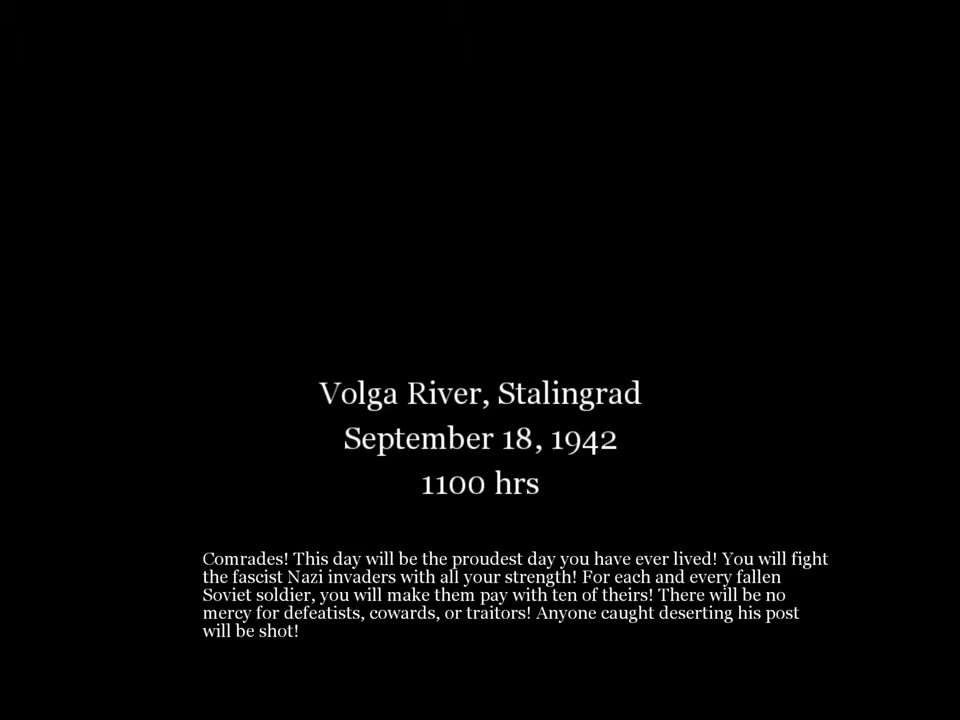 Volga River, Stalingrad
September 18, 1942
1100 hrs
Comrades! This day will be the proudest day you have ever lived! You will fight
the fascist Nazi invaders with all your strength! For each and every fallen
Soviet soldier, you will make them pay with ten of theirs! There will be no
mercy for defeatists, cowards, or traitors! Anyone caught deserting his post
will be shot!